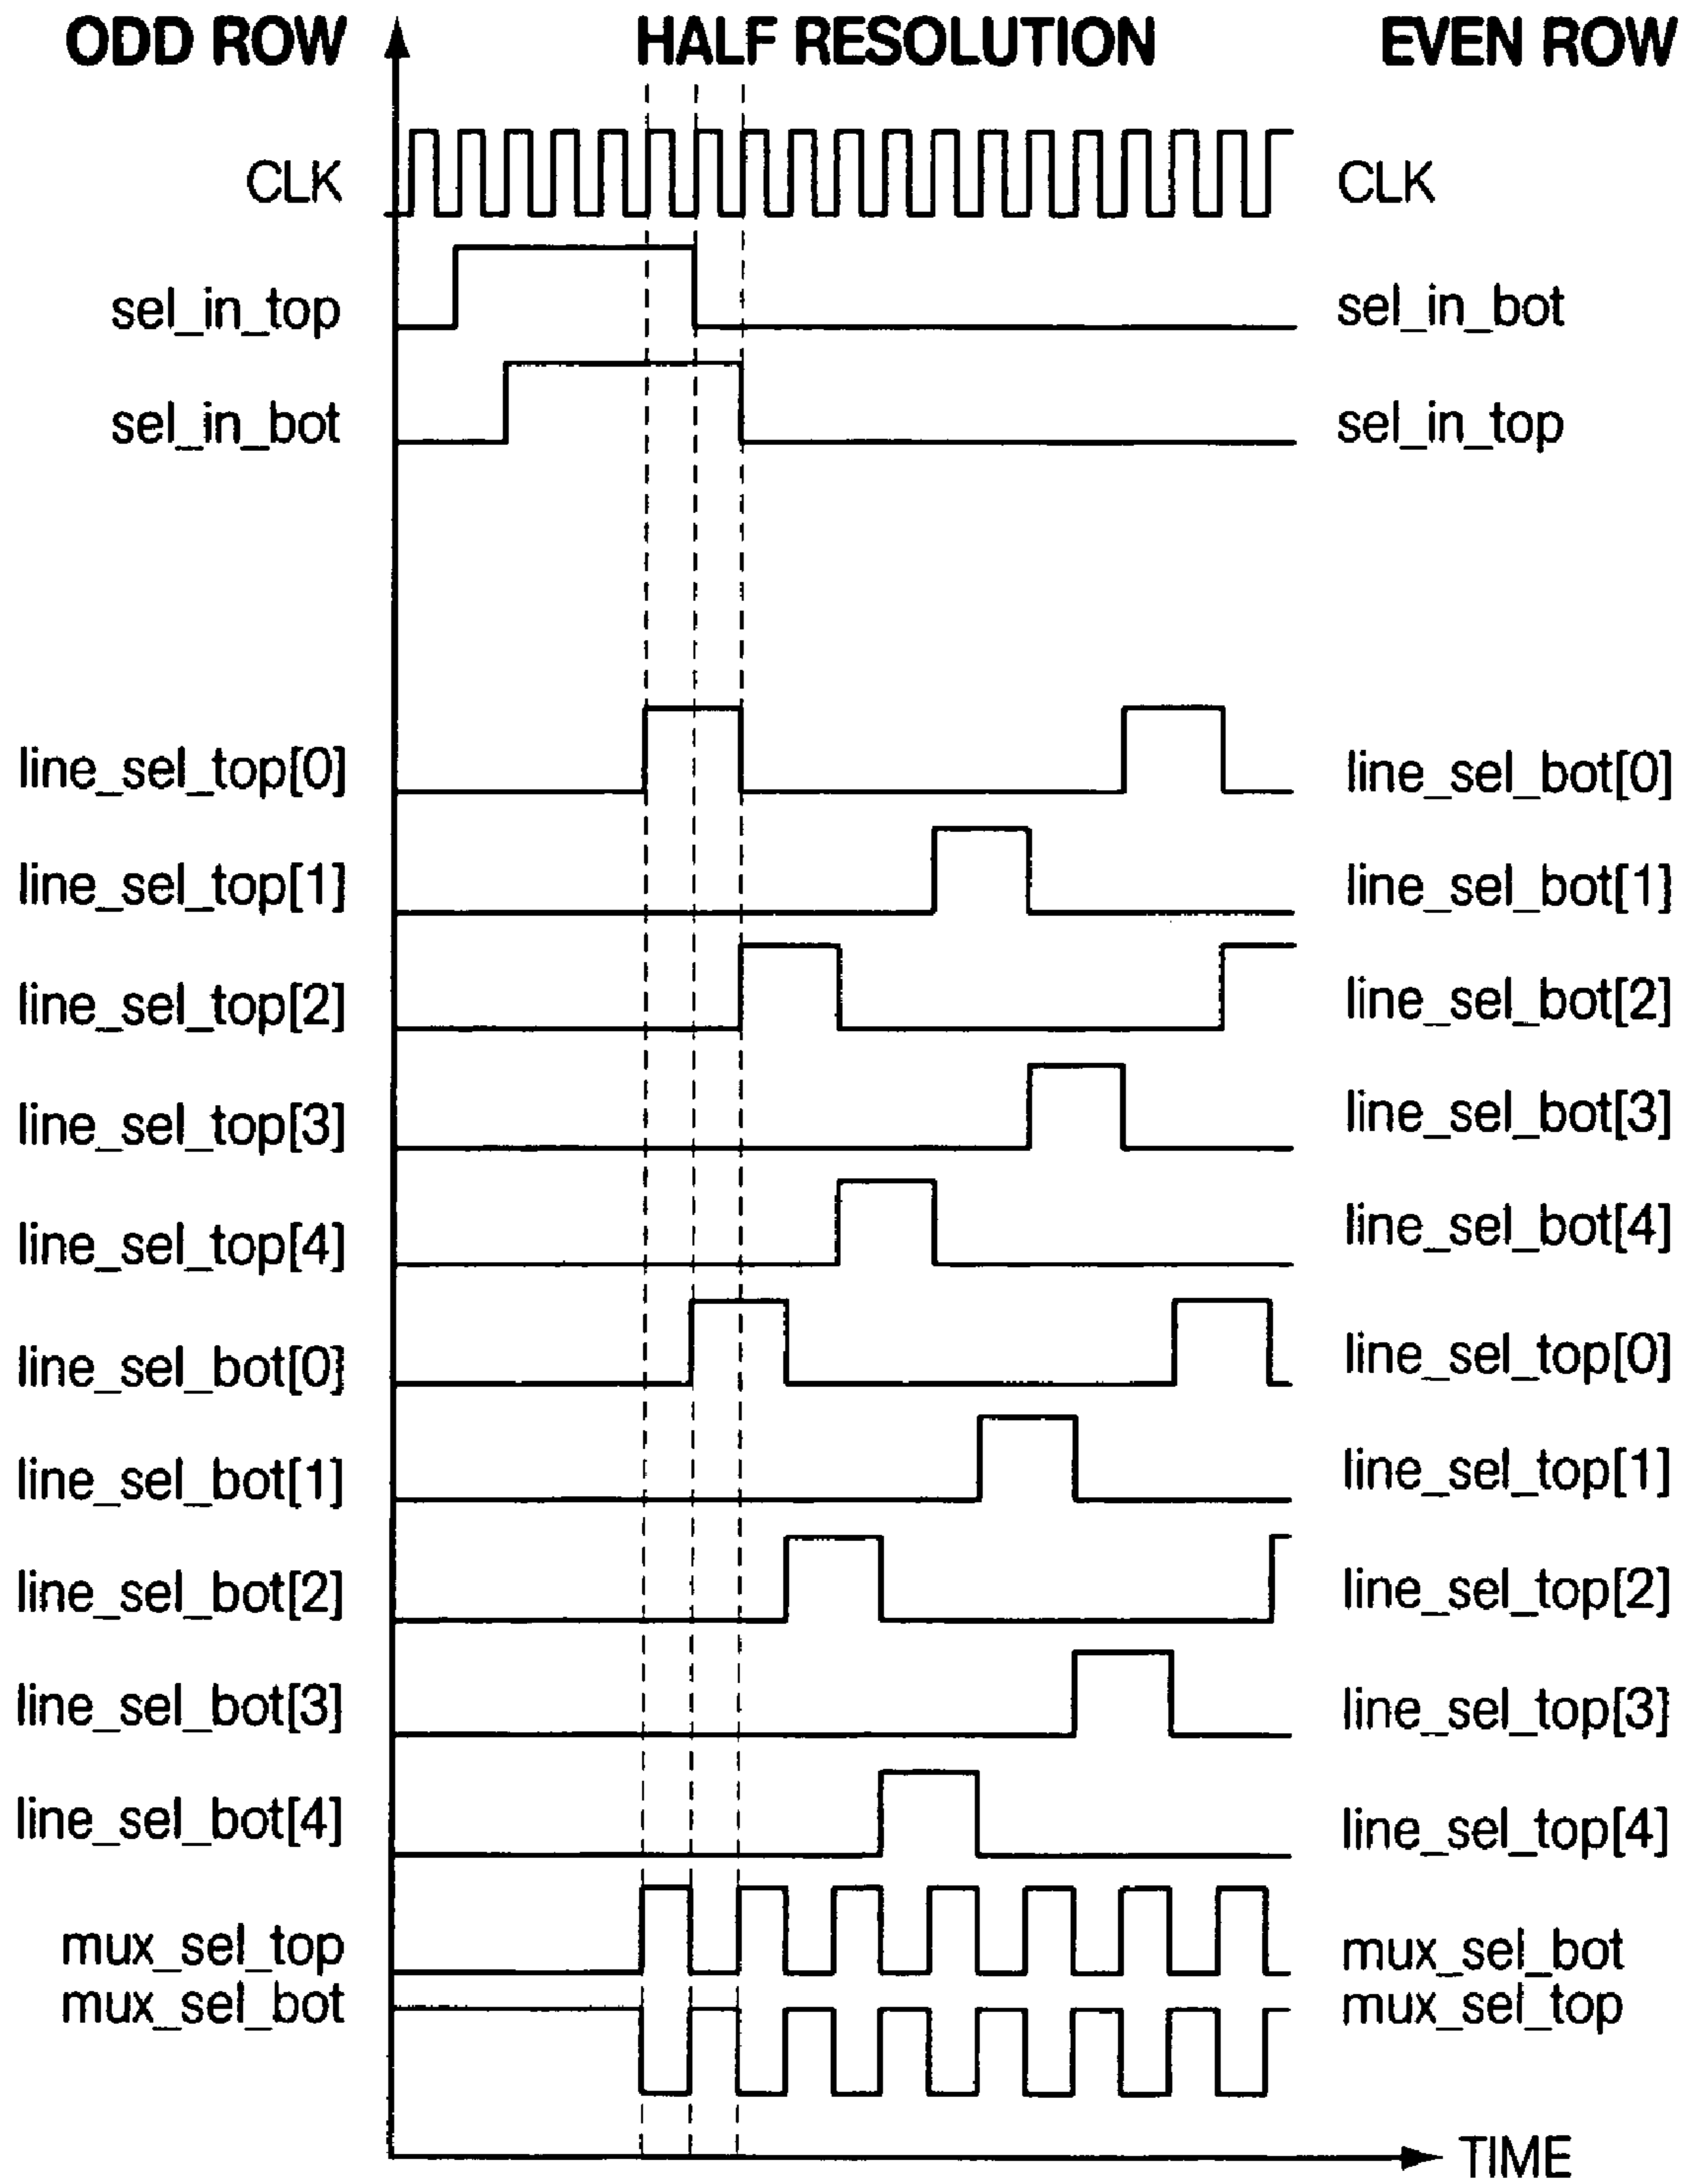 ODD ROW HALF RESOLUTION EVEN ROW
CLK CLK
sel_in_top sel_in_bot
sel_in_bot sel_in_top
line_sel_top[0] line_sel_bot[0]
line_sel_top[1] line_sel_bot[1]
line_sel_top[2] line_sel_bot[2]
line_sel_top[3] line_sel_bot[3]
line_sel_top[4] line_sel_bot[4]
line_sel_bot[0] line_sel_top[0]
line_sel_bot[1] line_sel_top[1]
line_sel_bot[2] line_sel_top[2]
line_sel_bot[3] line_sel_top[3]
line_sel_bot[4] line_sel_top[4]
mux_sel_top mux_sel_bot
mux_sel_bot mux_sel_top
TIME